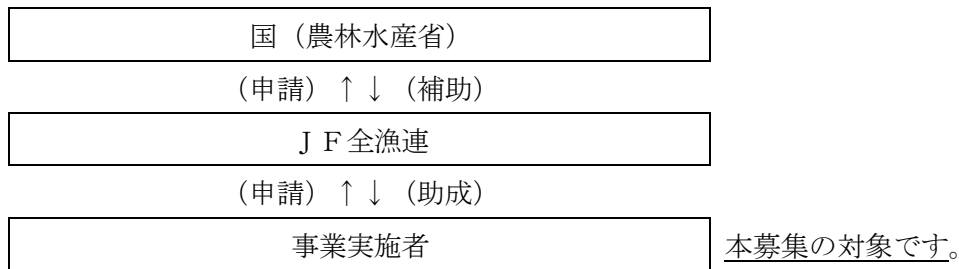 国（農林水産省）
（申請）↑↓（補助）
ＪＦ全漁連
（申請）↑↓（助成）
事業実施者 本募集の対象です。